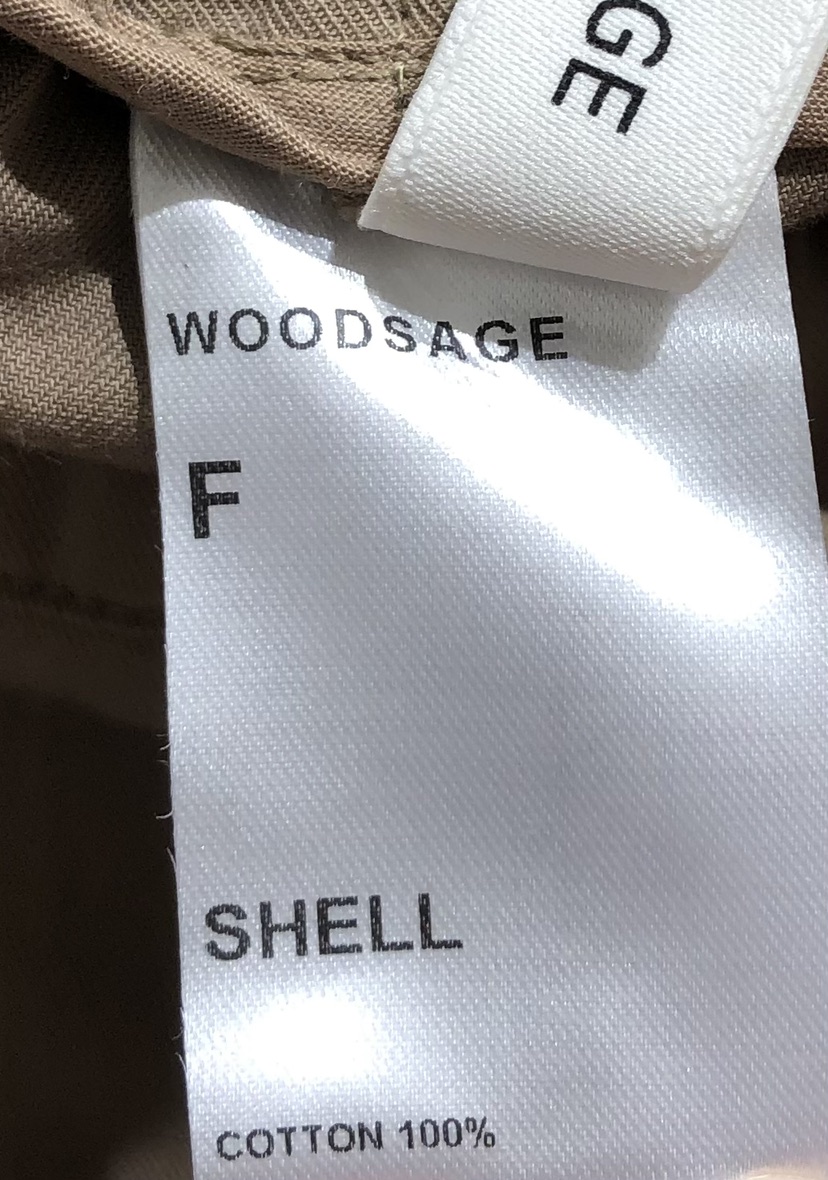 GE
WOODSAGE
F
SHELL
COTTON 100%